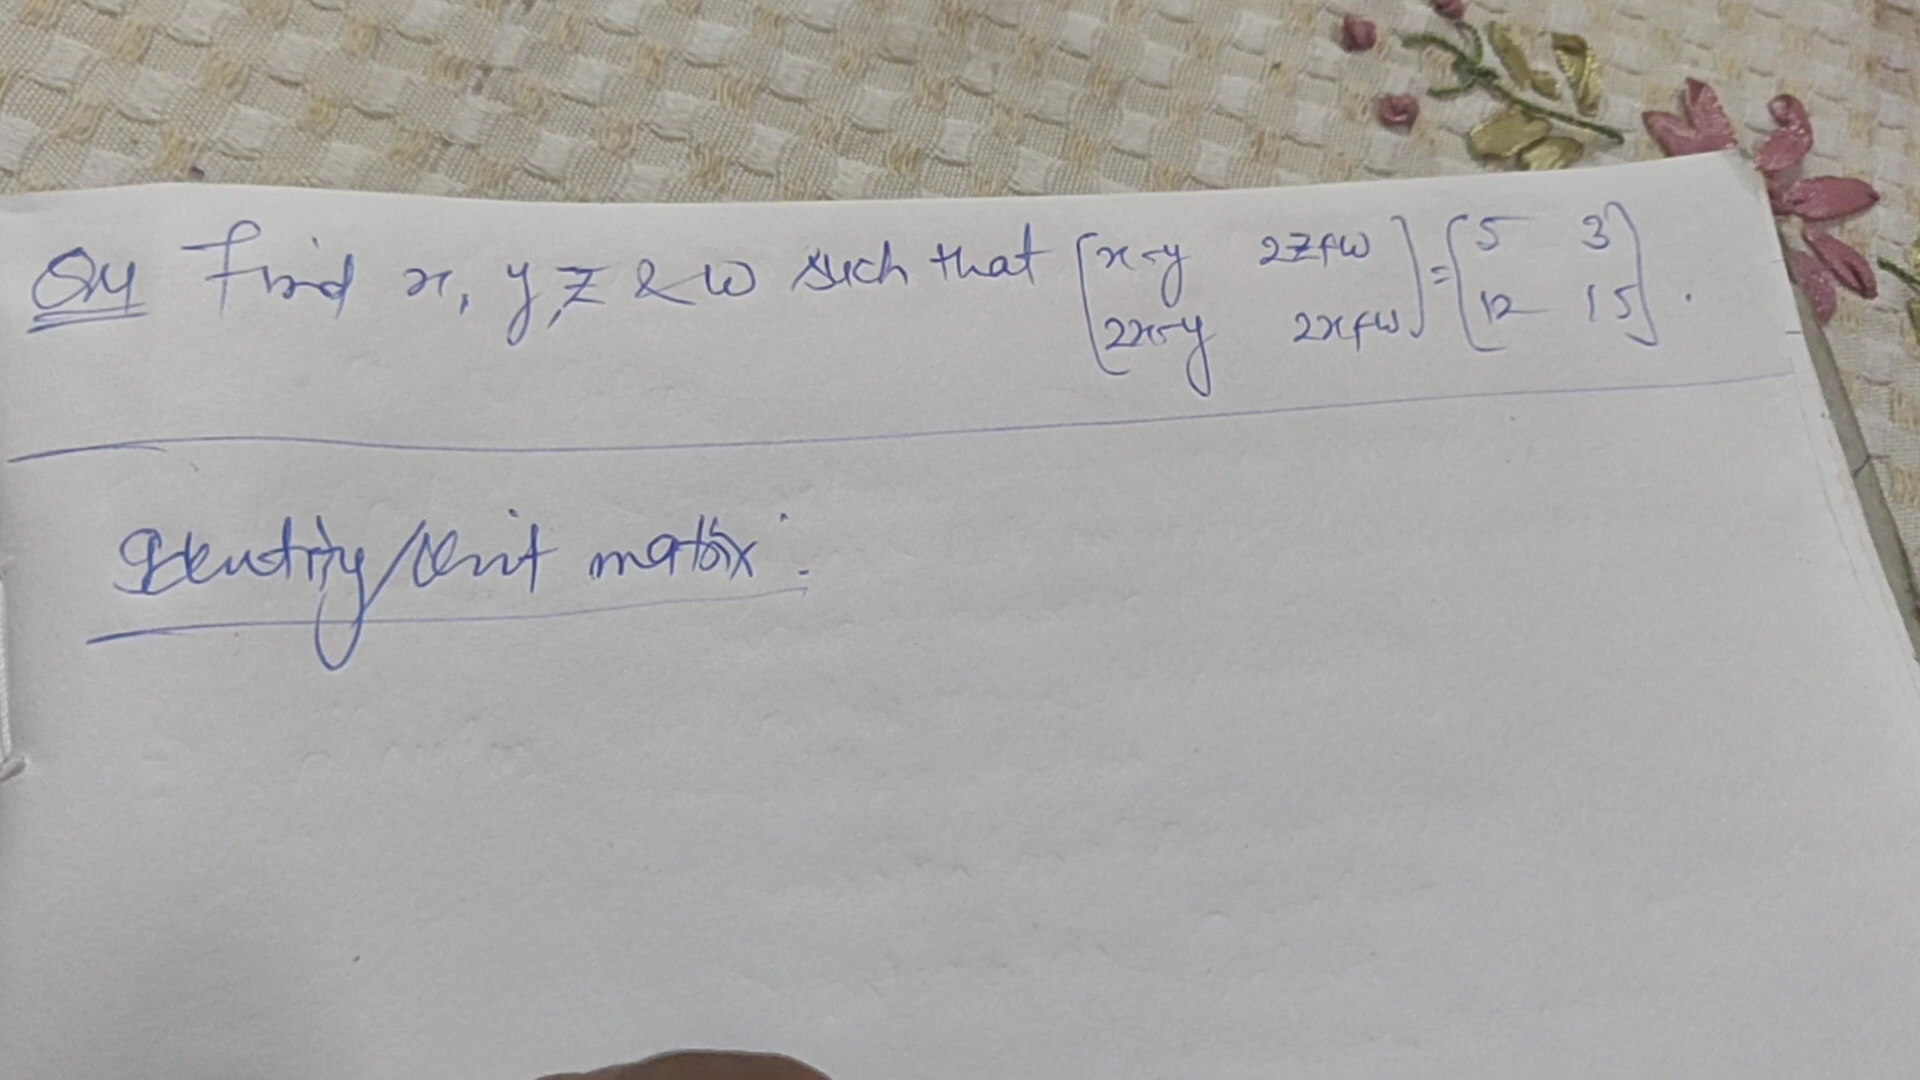 Q4 Find x, y, z & w such that [x-y 2z+w] = [5 3]
[2x-y 2x+w] [12 15].
Identity/Unit matrix: